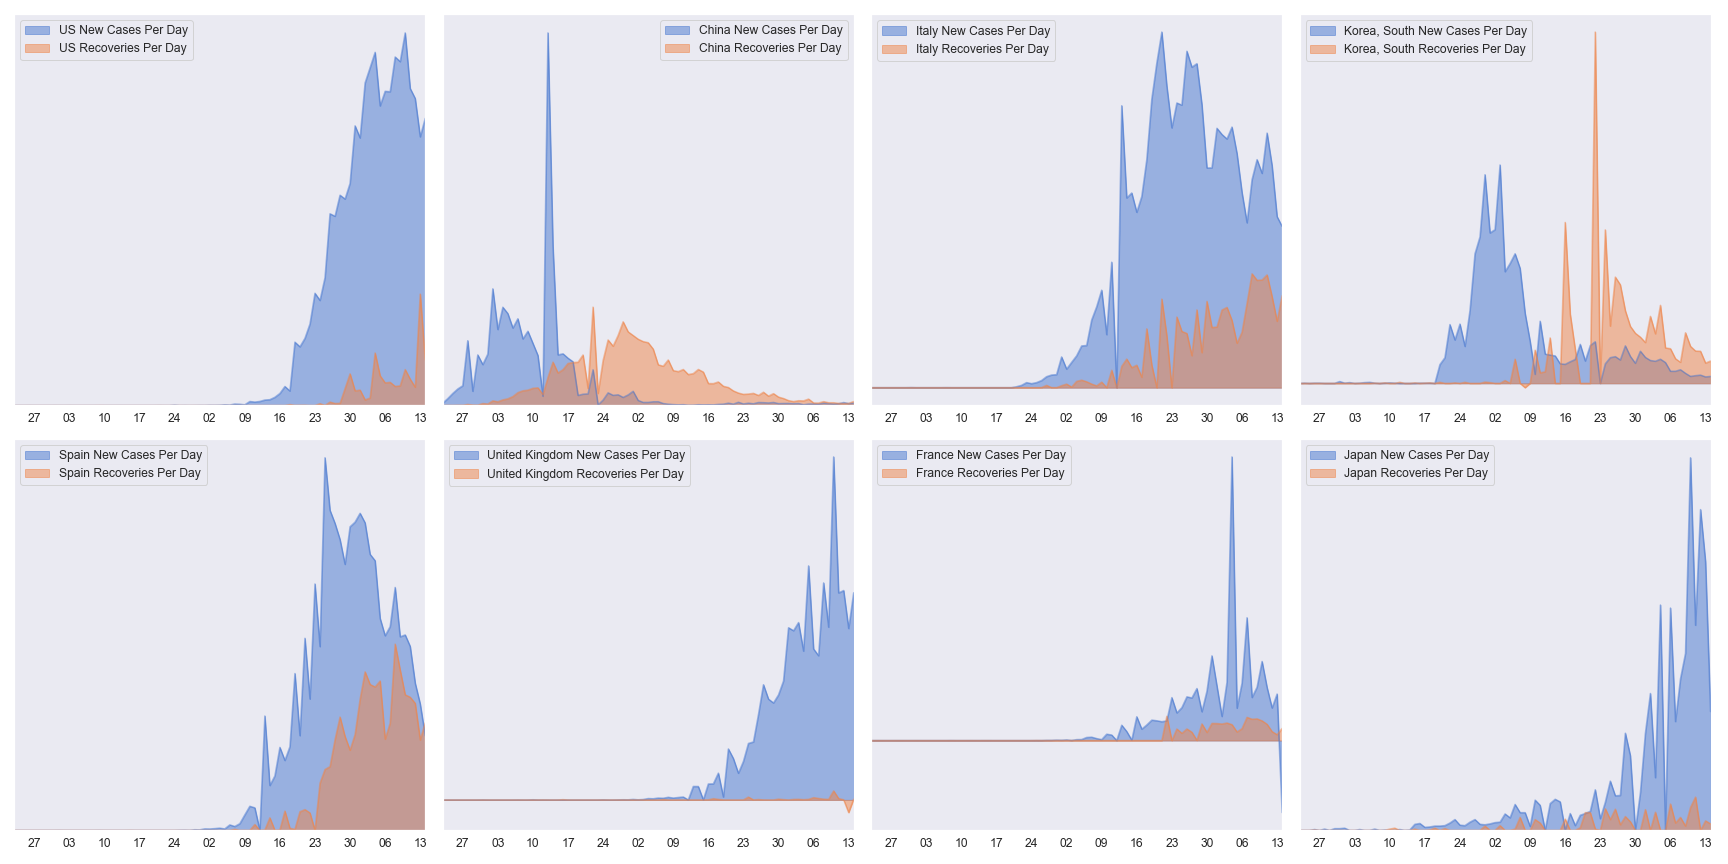 US New Cases Per Day
US Recoveries Per Day
27 03 10 17 24 02 09 16 23 30 06 13
China New Cases Per Day
China Recoveries Per Day
27 03 10 17 24 02 09 16 23 30 06 13
Italy New Cases Per Day
Italy Recoveries Per Day
27 03 10 17 24 02 09 16 23 30 06 13
Korea, South New Cases Per Day
Korea, South Recoveries Per Day
27 03 10 17 24 02 09 16 23 30 06 13
Spain New Cases Per Day
Spain Recoveries Per Day
27 03 10 17 24 02 09 16 23 30 06 13
United Kingdom New Cases Per Day
United Kingdom Recoveries Per Day
27 03 10 17 24 02 09 16 23 30 06 13
France New Cases Per Day
France Recoveries Per Day
27 03 10 17 24 02 09 16 23 30 06 13
Japan New Cases Per Day
Japan Recoveries Per Day
27 03 10 17 24 02 09 16 23 30 06 13